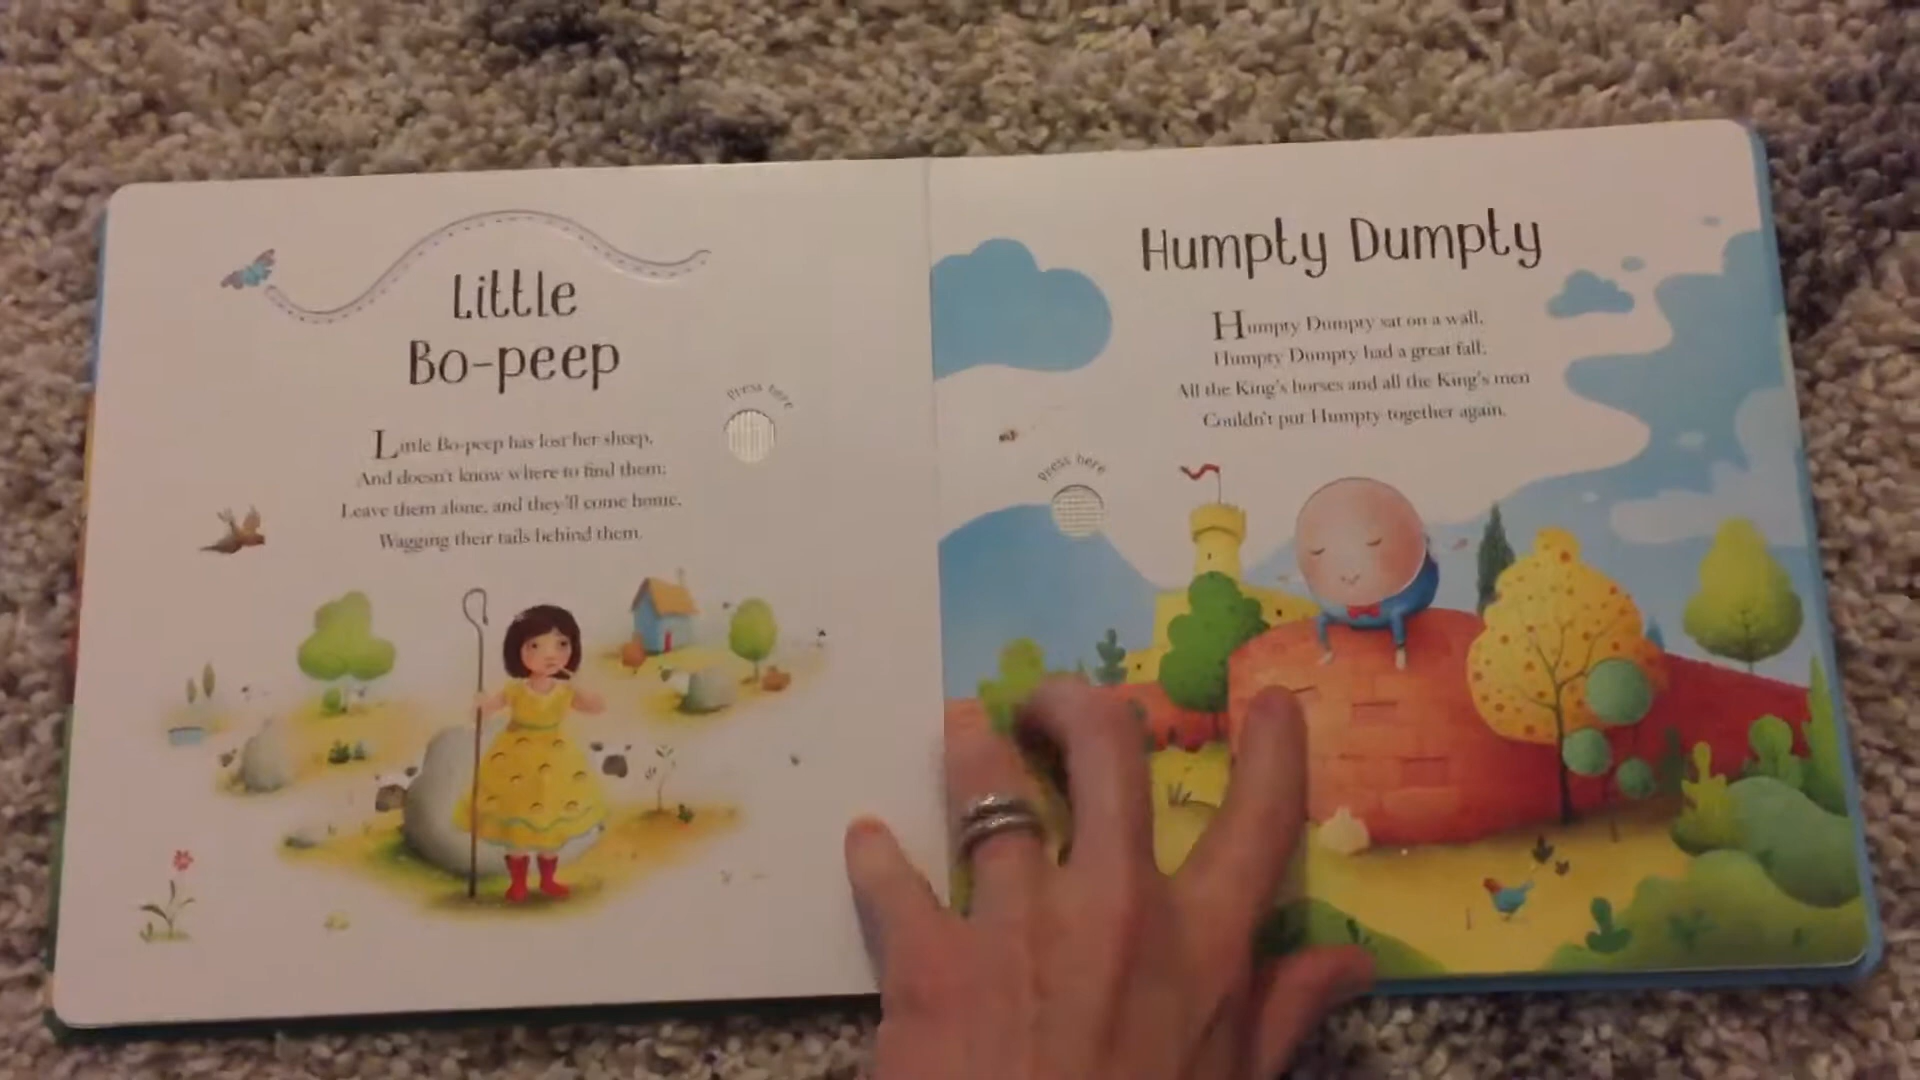 Little
Bo-peep
Press here
Little Bo-peep has lost her sheep,
And doesn't know where to find them;
Leave them alone, and they'll come home,
Wagging their tails behind them.
Humpty Dumpty
Humpty Dumpty sat on a wall,
Humpty Dumpty had a great fall;
All the King's horses and all the King's men
Couldn't put Humpty together again.
Press here